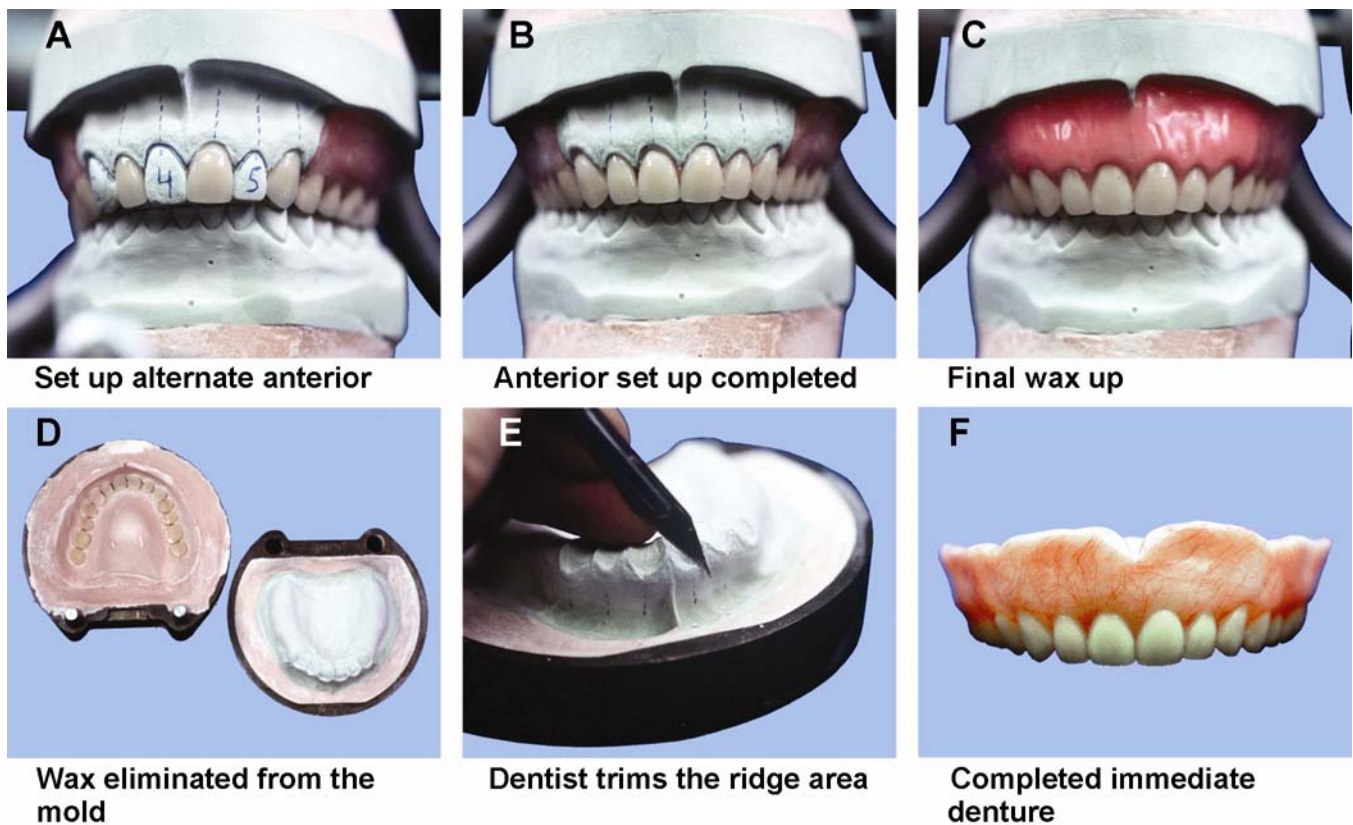 A
B
C
4
5
Set up alternate anterior
Anterior set up completed
Final wax up
D
E
F
Wax eliminated from the
mold
Dentist trims the ridge area
Completed immediate
denture